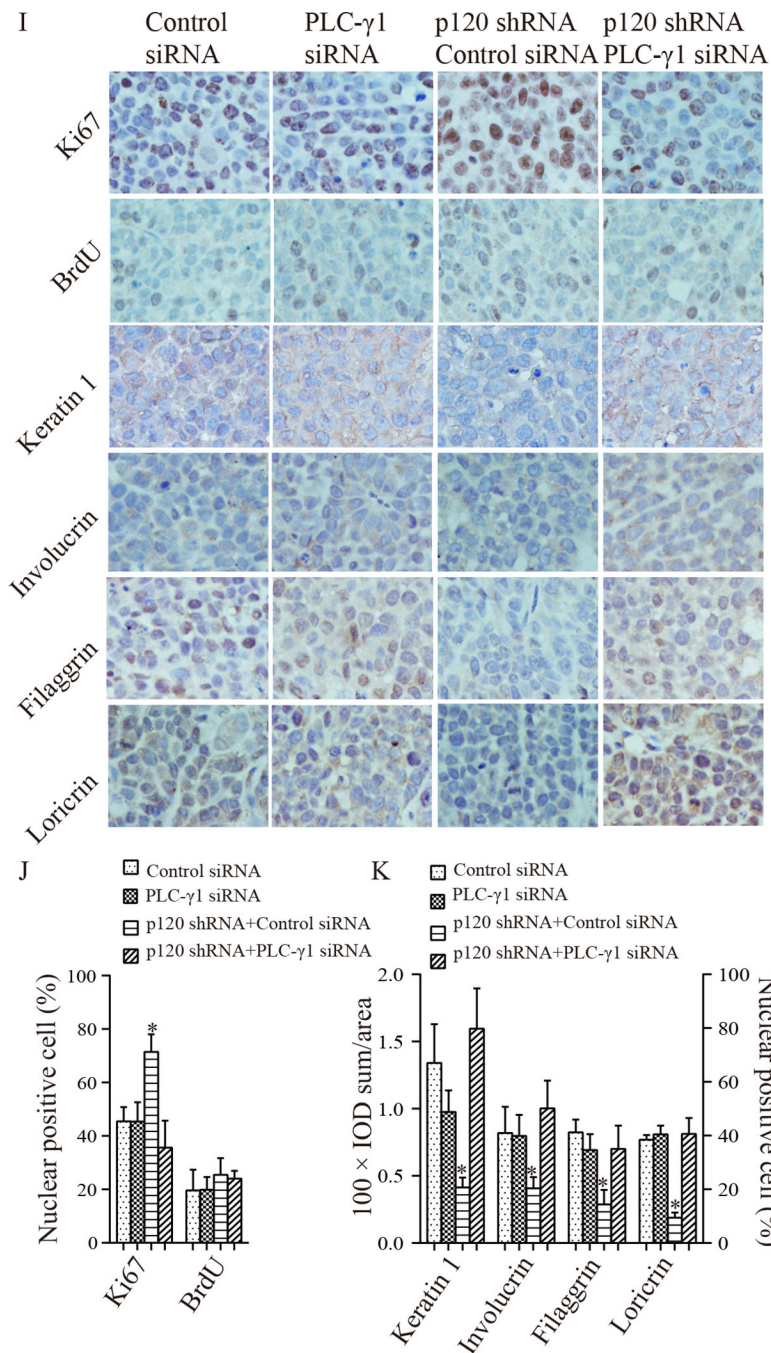 I
Control siRNA
PLC-γ1 siRNA
p120 shRNA Control siRNA
p120 shRNA PLC-γ1 siRNA
Ki67
BrdU
Keratin 1
Involucrin
Filaggrin
Loricrin
J
Control siRNA
PLC-γ1 siRNA
p120 shRNA+Control siRNA
p120 shRNA+PLC-γ1 siRNA
Nuclear positive cell (%)
100
80
60
40
20
0
*
Ki67
BrdU
K
Control siRNA
PLC-γ1 siRNA
p120 shRNA+Control siRNA
p120 shRNA+PLC-γ1 siRNA
100 × IOD sum/area
2.0
1.5
1.0
0.5
0.0
*
*
*
*
Keratin 1
Involucrin
Filaggrin
Loricrin
100
80
60
40
20
0
Nuclear positive cell (%)